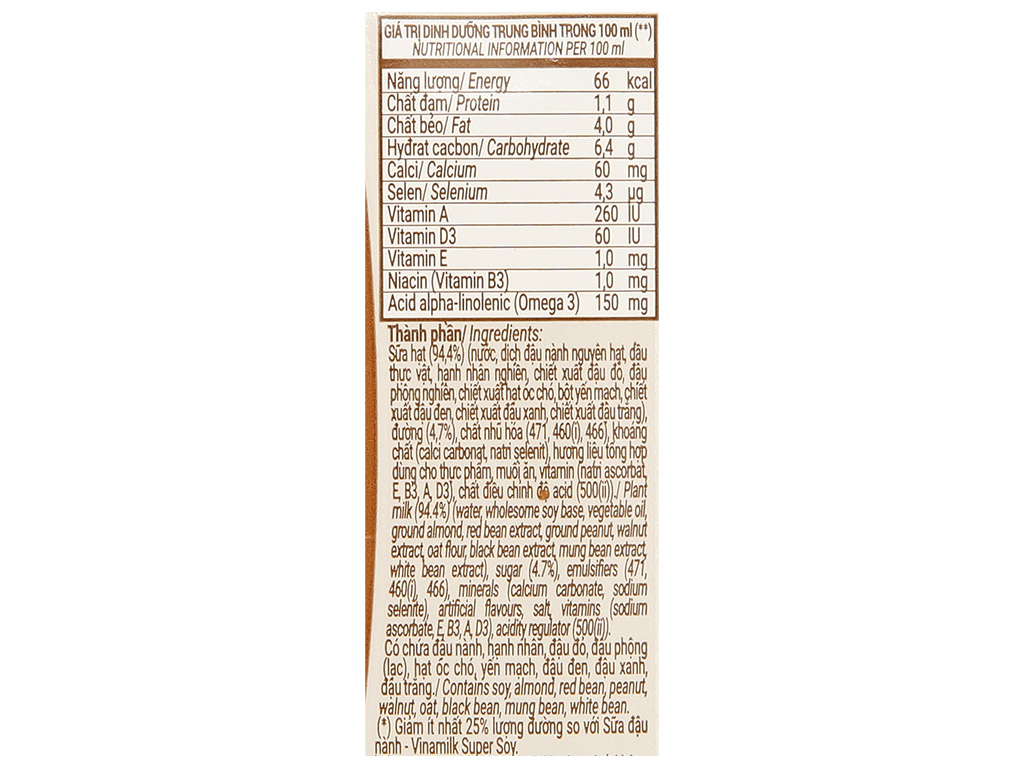 GIÁ TRỊ DINH DƯỠNG TRUNG BÌNH TRONG 100 ml (**)
NUTRITIONAL INFORMATION PER 100 ml
Năng lượng/ Energy 66 kcal
Chất đạm/ Protein 1,1 g
Chất béo/ Fat 4,0 g
Hyđrat cacbon/ Carbohydrate 6,4 g
Calci/ Calcium 60 mg
Selen/ Selenium 4,3 µg
Vitamin A 260 IU
Vitamin D3 60 IU
Vitamin E 1,0 mg
Niacin (Vitamin B3) 1,0 mg
Acid alpha-linolenic (Omega 3) 150 mg
Thành phần/ Ingredients:
Sữa hạt (94,4%) (nước, dịch đậu nành nguyên hạt, dầu
thực vật, hạnh nhân nghiền, chiết xuất đậu đỏ, đậu
phộng nghiền, chiết xuất hạt óc chó, bột yến mạch, chiết
xuất đậu đen, chiết xuất đậu xanh, chiết xuất đậu trắng),
đường (4,7%), chất nhũ hóa (471, 460(i), 466), khoáng
chất (calci carbonat, natri selenit), hương liệu tổng hợp
dùng cho thực phẩm, muối ăn, vitamin (natri ascorbat,
E, B3, A, D3), chất điều chỉnh độ acid (500(ii))./ Plant
milk (94.4%) (water, wholesome soy base, vegetable oil,
ground almond, red bean extract, ground peanut, walnut
extract, oat flour, black bean extract, mung bean extract,
white bean extract), sugar (4.7%), emulsifiers (471,
460(i), 466), minerals (calcium carbonate, sodium
selenite), artificial flavours, salt, vitamins (sodium
ascorbate, E, B3, A, D3), acidity regulator (500(ii)).
Có chứa đậu nành, hạnh nhân, đậu đỏ, đậu phộng
(lạc), hạt óc chó, yến mạch, đậu đen, đậu xanh,
đậu trắng./ Contains soy, almond, red bean, peanut,
walnut, oat, black bean, mung bean, white bean.
(*) Giảm ít nhất 25% lượng đường so với Sữa đậu
nành - Vinamilk Super Soy.